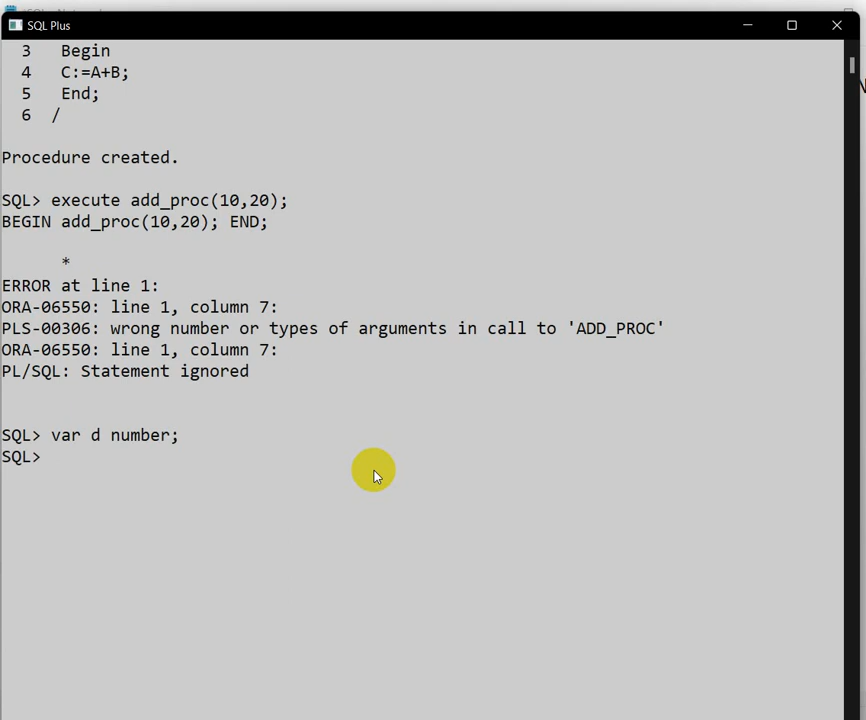 SQL Plus
3 Begin
4 C:=A+B;
5 End;
6 /
Procedure created.
SQL> execute add_proc(10,20);
BEGIN add_proc(10,20); END;
*
ERROR at line 1:
ORA-06550: line 1, column 7:
PLS-00306: wrong number or types of arguments in call to 'ADD_PROC'
ORA-06550: line 1, column 7:
PL/SQL: Statement ignored
SQL> var d number;
SQL>